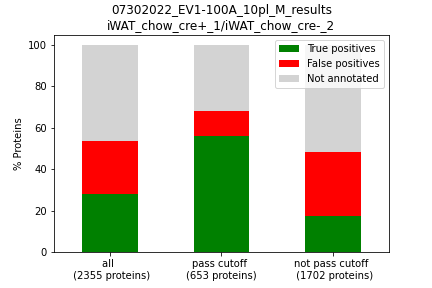 07302022_EV1-100A_10pl_M_results
iWAT_chow_cre+_1/iWAT_chow_cre-_2
True positives
False positives
Not annotated
% Proteins
100
80
60
40
20
0
all
(2355 proteins)
pass cutoff
(653 proteins)
not pass cutoff
(1702 proteins)